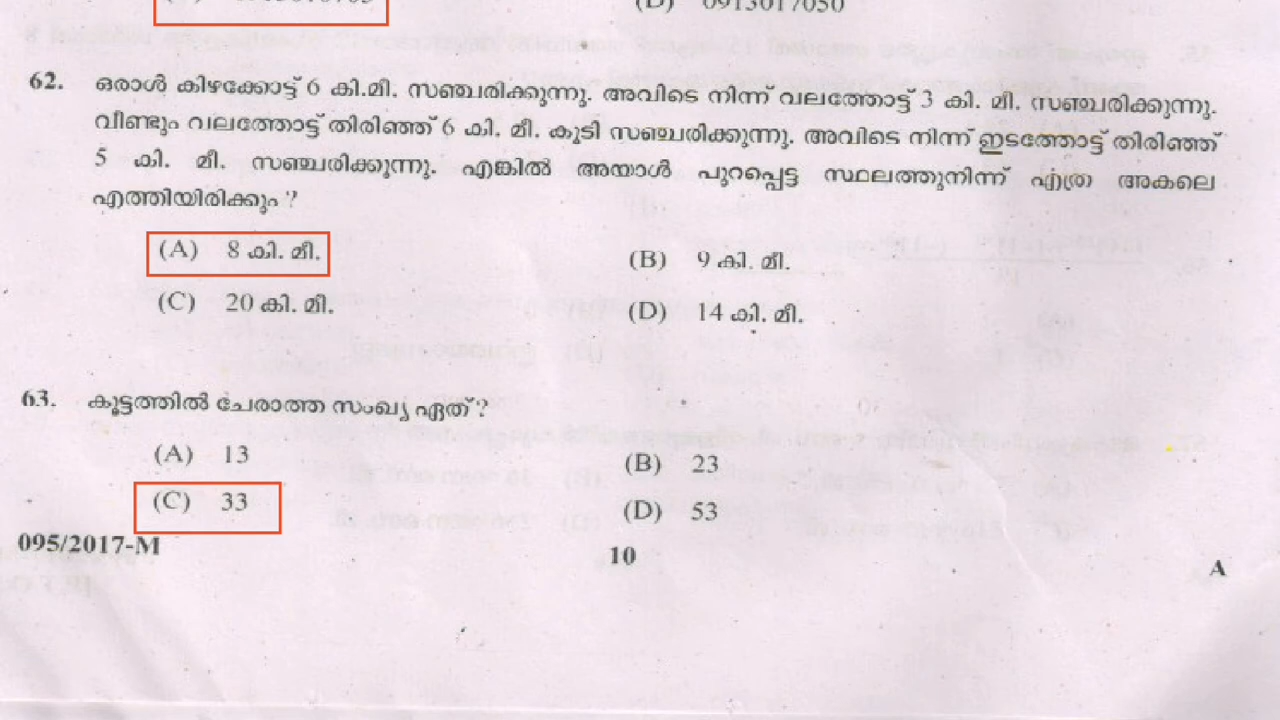 (D) 0913017050
62. ഒരാൾ കിഴക്കോട്ട് 6 കി.മീ. സഞ്ചരിക്കുന്നു. അവിടെ നിന്ന് വലത്തോട്ട് 3 കി. മീ. സഞ്ചരിക്കുന്നു.
വീണ്ടും വലത്തോട്ട് തിരിഞ്ഞ് 6 കി. മീ. കൂടി സഞ്ചരിക്കുന്നു. അവിടെ നിന്ന് ഇടത്തോട്ട് തിരിഞ്ഞ്
5 കി. മീ. സഞ്ചരിക്കുന്നു. എങ്കിൽ അയാൾ പുറപ്പെട്ട സ്ഥലത്തുനിന്ന് എത്ര അകലെ
എത്തിയിരിക്കും ?
(A) 8 കി. മീ. (B) 9 കി. മീ.
(C) 20 കി. മീ. (D) 14 കി. മീ.
63. കൂട്ടത്തിൽ ചേരാത്ത സംഖ്യ ഏത് ?
(A) 13 (B) 23
(C) 33 (D) 53
095/2017-M 10 A